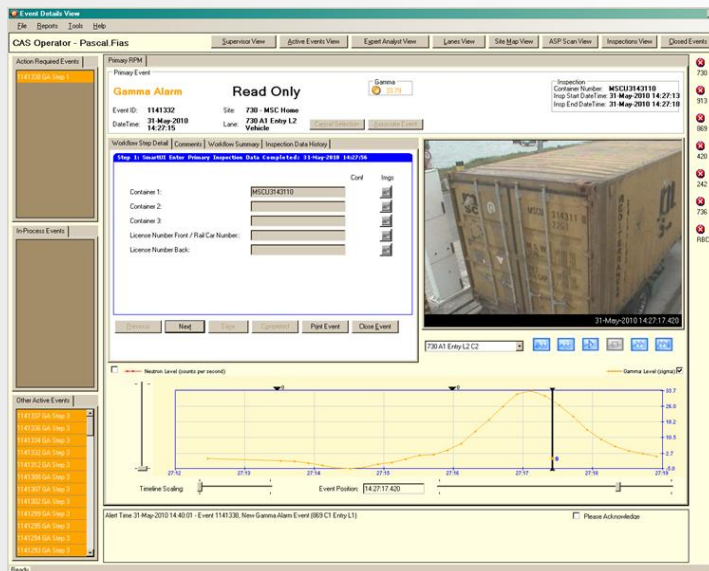 Event Details View
File Reports Tools Help
CAS Operator - Pascal.Fias
Supervisor View Active Events View Expert Analyst View Lanes View Site Map View ASP Scan View Inspections View Closed Events
Action Required Events
1141338 GA Step 1
In-Process Events
Other Active Events
1141337 GA Step 3
1141336 GA Step 3
1141334 GA Step 3
1141332 GA Step 3
1141312 GA Step 3
1141308 GA Step 3
1141307 GA Step 3
1141302 GA Step 3
1141299 GA Step 3
1141295 GA Step 3
1141294 GA Step 3
1141293 GA Step 3
Primary RPM
Primary Event
Gamma Alarm Read Only
Gamma
Event ID: 1141332 Site: 730 - MSC Home
DateTime: 31-May-2010 14:27:15 Lane: 730 A1 Entry L2 Vehicle
Cancel Selection Associate Event
Inspection
Container Number: MSCU3143110
Insp Start DateTime: 31-May-2010 14:27:13
Insp End DateTime: 31-May-2010 14:27:18
Workflow Step Detail Comments Workflow Summary Inspection Data History
Step 1: SmartUI Enter Primary Inspection Data Completed: 31-May-2010 14:27:56
Conf Imgs
Container 1: MSCU3143110
Container 2:
Container 3:
License Number Front / Rail Car Number:
License Number Back:
Previous Next Save Completed Print Event Close Event
MSCU 314311 0
31-May-2010 14:27:17.420
730 A1 Entry L2 C2
Neutron Level (counts per second)
Gamma Level (sigma)
33.7
26.0
18.2
10.5
2.7
-5.0
27:12 27:13 27:14 27:15 27:16 27:17 27:18 27:19
Timeline Scaling:
Event Position: 14:27:17.420
Alert Time 31-May-2010 14:40:01 - Event 1141338, New Gamma Alarm Event (869 C1 Entry L1)
Please Acknowledge
730
913
869
420
242
736
RBC
Ready